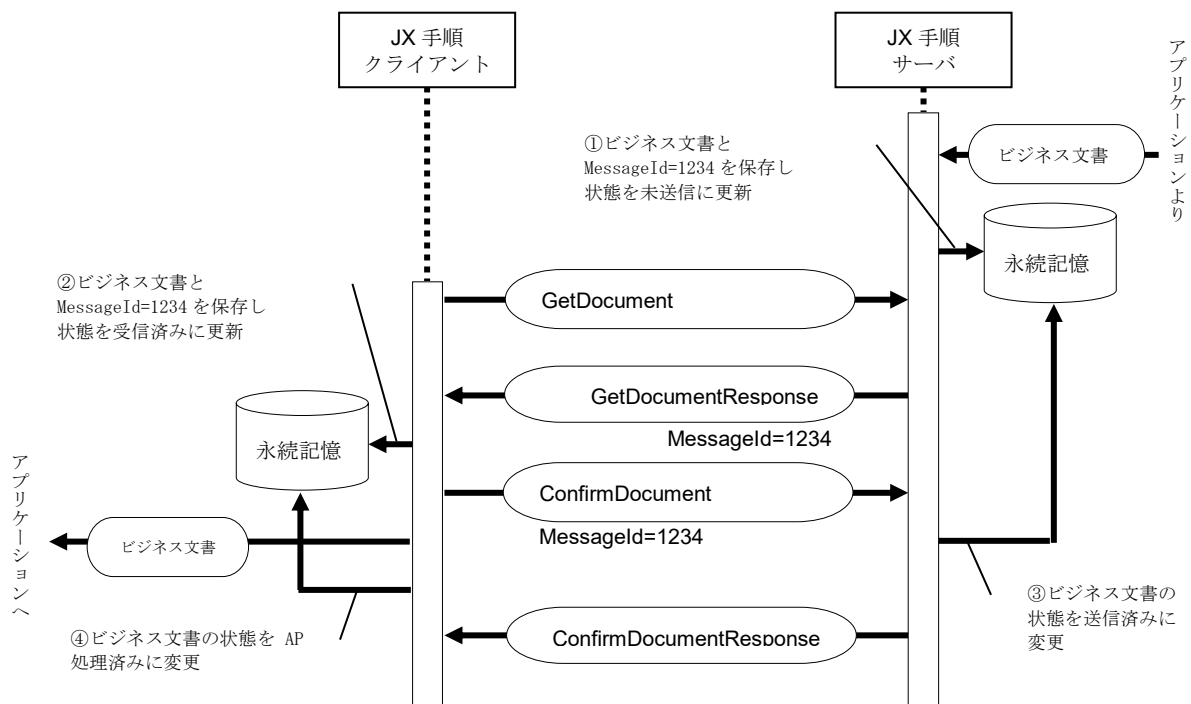 JX 手順
クライアント
JX 手順
サーバ
アプリケーションより
①ビジネス文書と
MessageId=1234 を保存し
状態を未送信に更新
ビジネス文書
永続記憶
②ビジネス文書と
MessageId=1234 を保存し
状態を受信済みに更新
GetDocument
GetDocumentResponse
MessageId=1234
永続記憶
ConfirmDocument
MessageId=1234
アプリケーションへ
ビジネス文書
③ビジネス文書の
状態を送信済みに
変更
④ビジネス文書の状態を AP
処理済みに変更
ConfirmDocumentResponse